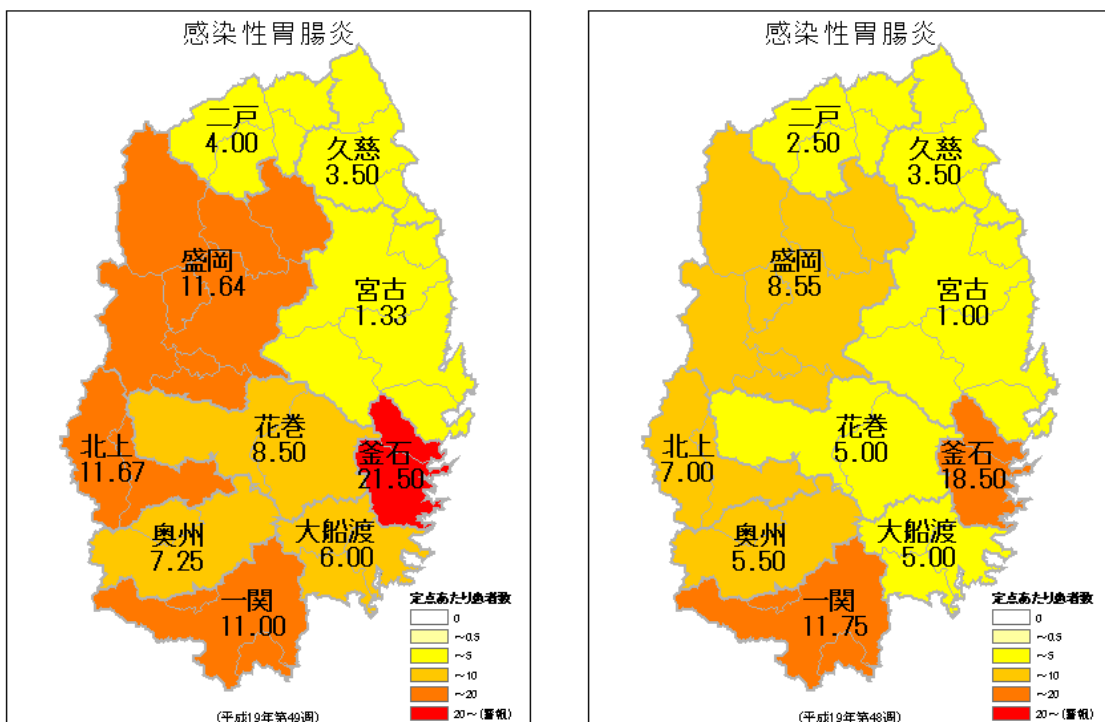 感染性胃腸炎
二戸
4.00
久慈
3.50
盛岡
11.64
宮古
1.33
花巻
8.50
北上
11.67
釜石
21.50
奥州
7.25
大船渡
6.00
一関
11.00
定点あたり患者数
0
～0.5
～5
～10
～20
20～(警報)
(平成19年第49週)
感染性胃腸炎
二戸
2.50
久慈
3.50
盛岡
8.55
宮古
1.00
花巻
5.00
北上
7.00
釜石
18.50
奥州
5.50
大船渡
5.00
一関
11.75
定点あたり患者数
0
～0.5
～5
～10
～20
20～(警報)
(平成19年第48週)